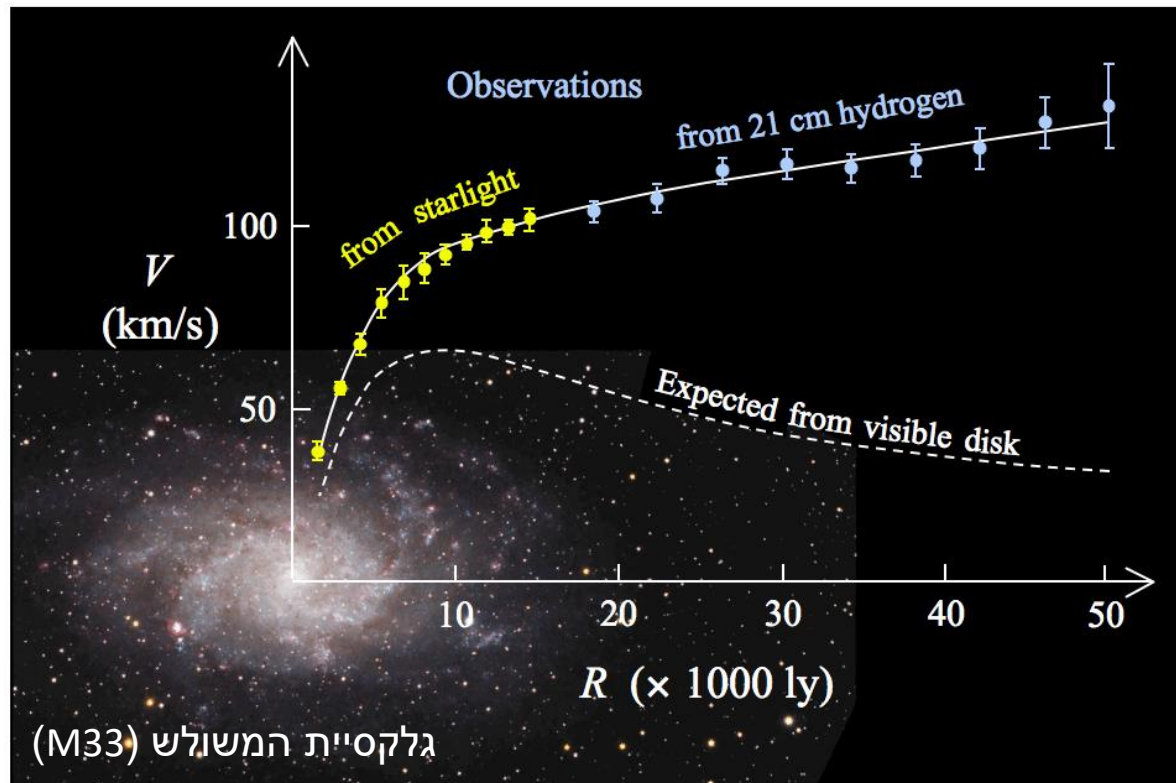 Observations
from 21 cm hydrogen
from starlight
100
V
(km/s)
50
Expected from visible disk
10 20 30 40 50
R (× 1000 ly)
גלקסיית המשולש (M33)